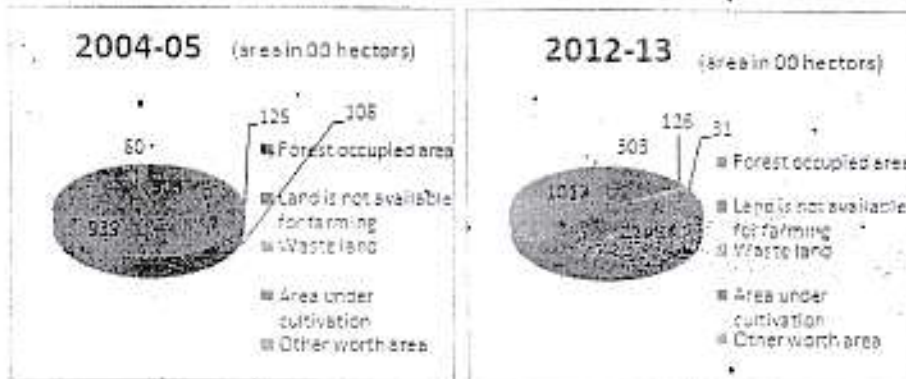 2004-05 (area in 00 hectors)
125
108
60
939
Forest occupied area
Land is not available
for farming
Waste land
Area under
cultivation
Other worth area
2012-13 (area in 00 hectors)
126
31
303
Forest occupied area
Land is not available
for farming
Waste land
Area under
cultivation
Other worth area